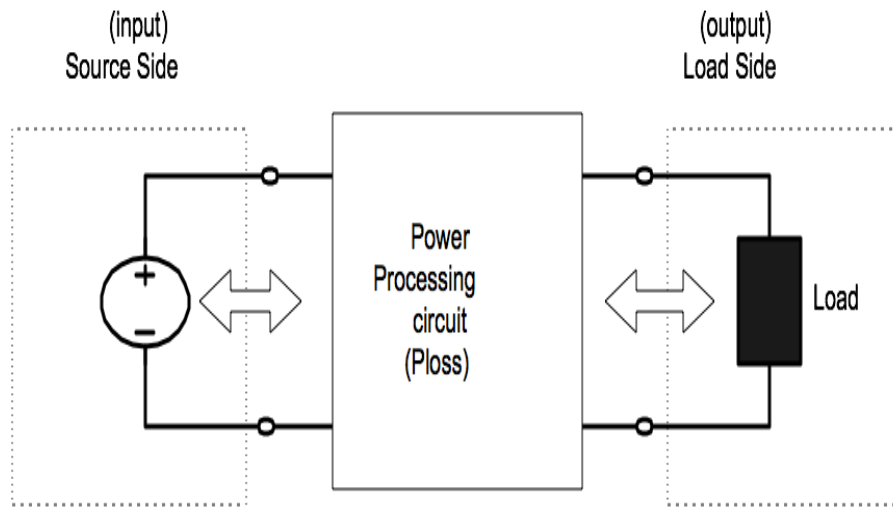 (input)
Source Side
(output)
Load Side
Power
Processing
circuit
(Ploss)
Load